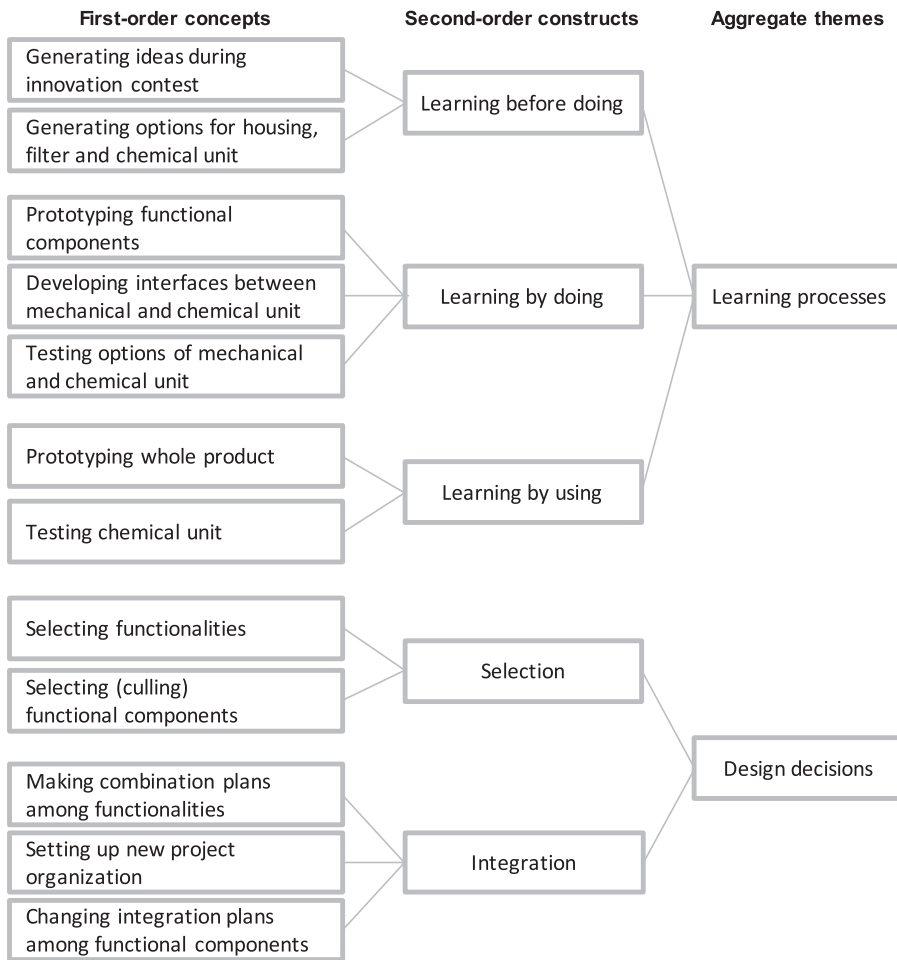 First-order concepts
Second-order constructs
Aggregate themes
Generating ideas during
innovation contest
Generating options for housing,
filter and chemical unit
Learning before doing
Prototyping functional
components
Developing interfaces between
mechanical and chemical unit
Testing options of mechanical
and chemical unit
Learning by doing
Learning processes
Prototyping whole product
Testing chemical unit
Learning by using
Selecting functionalities
Selecting (culling)
functional components
Selection
Design decisions
Making combination plans
among functionalities
Setting up new project
organization
Changing integration plans
among functional components
Integration